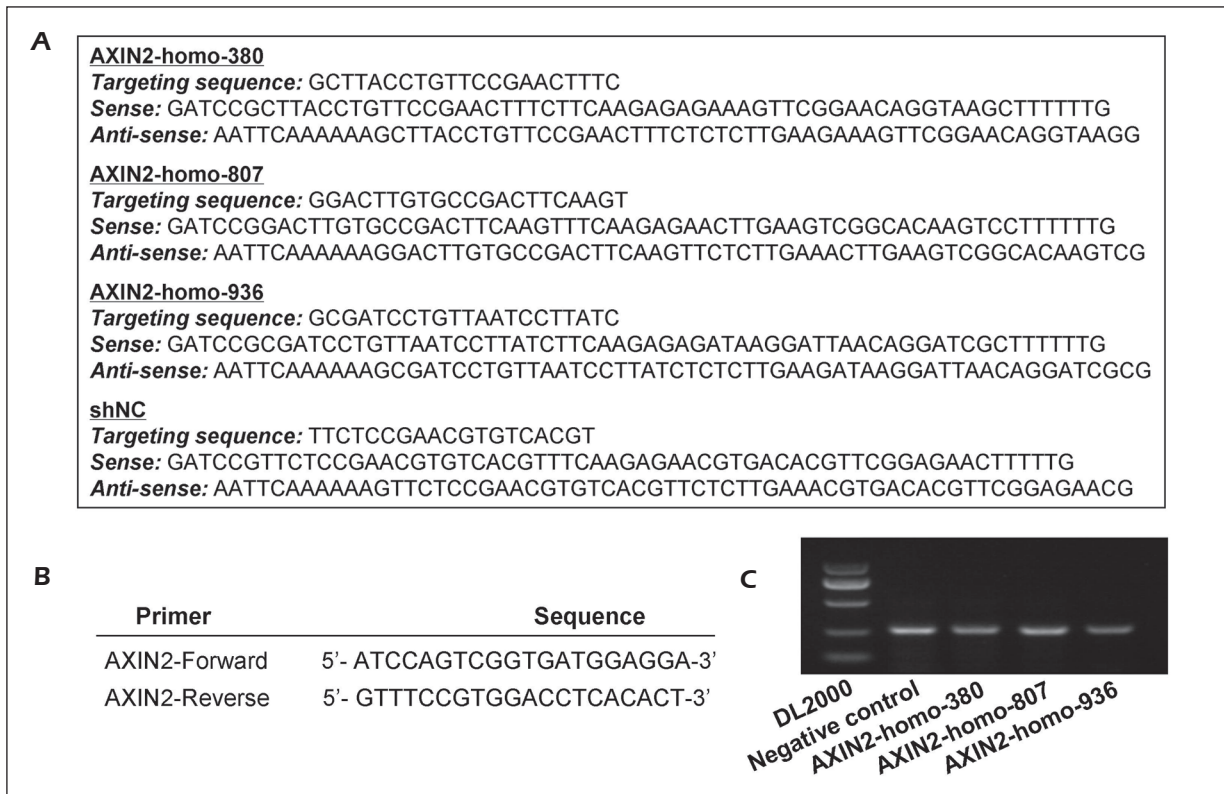 A
AXIN2-homo-380
Targeting sequence: GCTTACCTGTTCCGAACTTTC
Sense: GATCCGCTTACCTGTTCCGAACTTTCTTCAAGAGAGAAAGTTCGGAACAGGTAAGCTTTTTTG
Anti-sense: AATTCAAAAAAGCTTACCTGTTCCGAACTTTCTCTCTTGAAGAAAGTTCGGAACAGGTAAGG
AXIN2-homo-807
Targeting sequence: GGACTTGTGCCGACTTCAAGT
Sense: GATCCGGACTTGTGCCGACTTCAAGTTTCAAGAGAACTTGAAGTCGGCACAAGTCCTTTTTTG
Anti-sense: AATTCAAAAAAGGACTTGTGCCGACTTCAAGTTCTCTTGAAACTTGAAGTCGGCACAAGTCG
AXIN2-homo-936
Targeting sequence: GCGATCCTGTTAATCCTTATC
Sense: GATCCGCGATCCTGTTAATCCTTATCTTCAAGAGAGATAAGGATTAACAGGATCGCTTTTTTG
Anti-sense: AATTCAAAAAAGCGATCCTGTTAATCCTTATCTCTCTTGAAGATAAGGATTAACAGGATCGCG
shNC
Targeting sequence: TTCTCCGAACGTGTCACGT
Sense: GATCCGTTCTCCGAACGTGTCACGTTTCAAGAGAACGTGACACGTTCGGAGAACTTTTTG
Anti-sense: AATTCAAAAAAGTTCTCCGAACGTGTCACGTTCTCTTGAAACGTGACACGTTCGGAGAACG
B
Primer Sequence
AXIN2-Forward 5’- ATCCAGTCGGTGATGGAGGA-3’
AXIN2-Reverse 5’- GTTTCCGTGGACCTCACACT-3’
C
DL2000
Negative control
AXIN2-homo-380
AXIN2-homo-807
AXIN2-homo-936